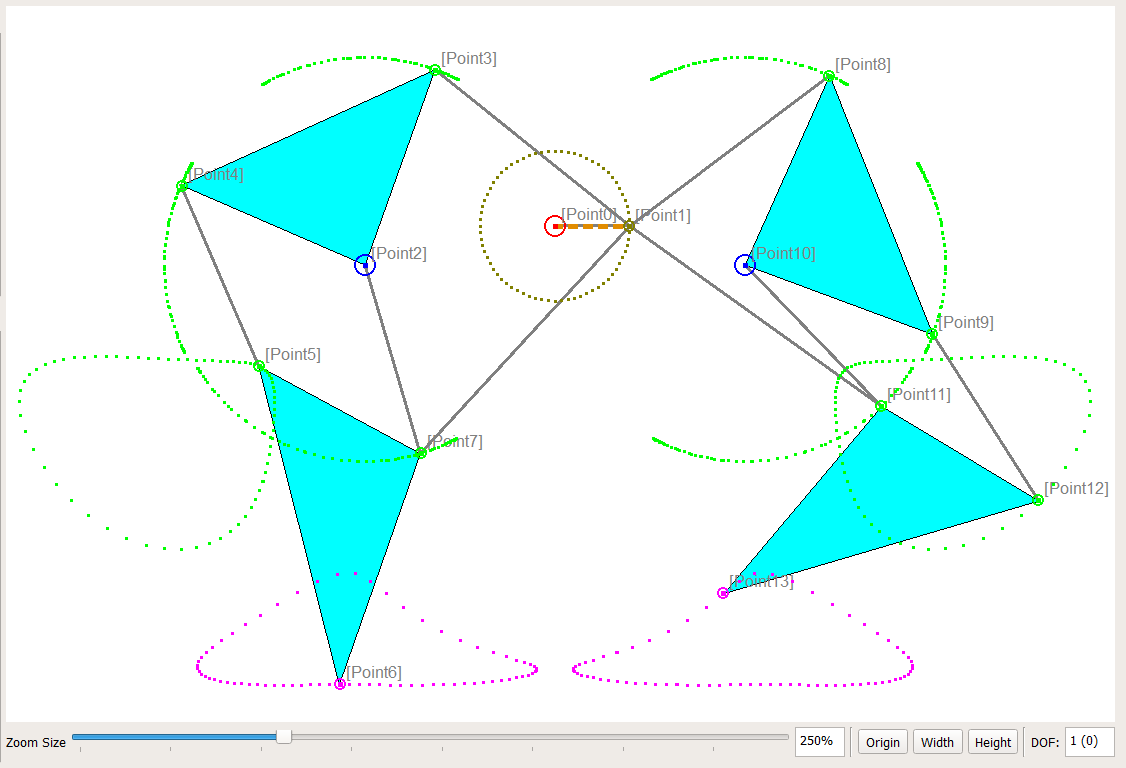 [Point3]
[Point8]
[Point4]
[Point0]
[Point1]
[Point2]
[Point10]
[Point9]
[Point5]
[Point11]
[Point7]
[Point12]
[Point13]
[Point6]
Zoom Size 250% Origin Width Height DOF: 1 (0)